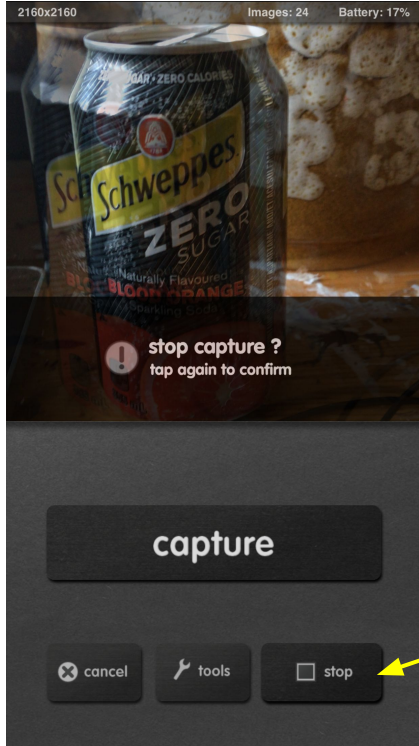 2160x2160 Images: 24 Battery: 17%
SUGAR • ZERO CALORIES
Schweppes
Sc
ZERO
SUGAR
Naturally Flavoured
BLOOD ORANGE
Sparkling Soda
stop capture ?
tap again to confirm
capture
cancel tools stop